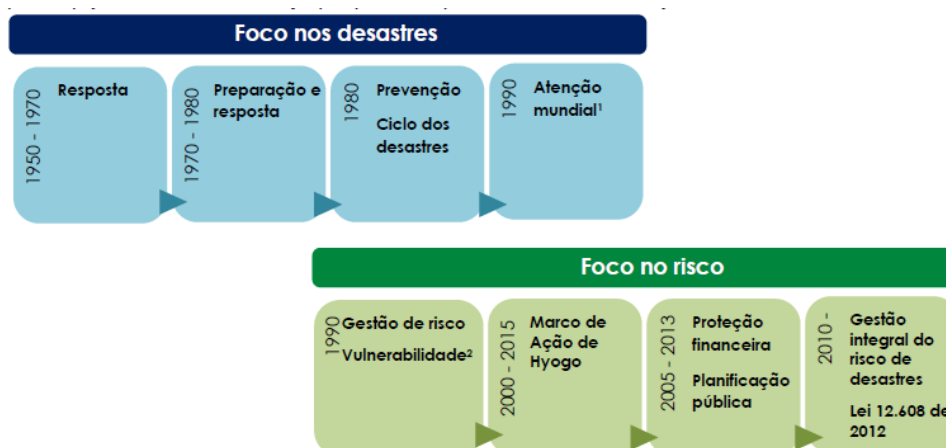 Foco nos desastres
1950 - 1970
Resposta
1970 - 1980
Preparação e
resposta
1980
Prevenção
Ciclo dos
desastres
1990
Atenção
mundial¹
Foco no risco
1990
Gestão de risco
Vulnerabilidade²
2000 - 2015
Marco de
Ação de
Hyogo
2005 - 2013
Proteção
financeira
Planificação
pública
2010 -
Gestão
integral do
risco de
desastres
Lei 12.608 de
2012